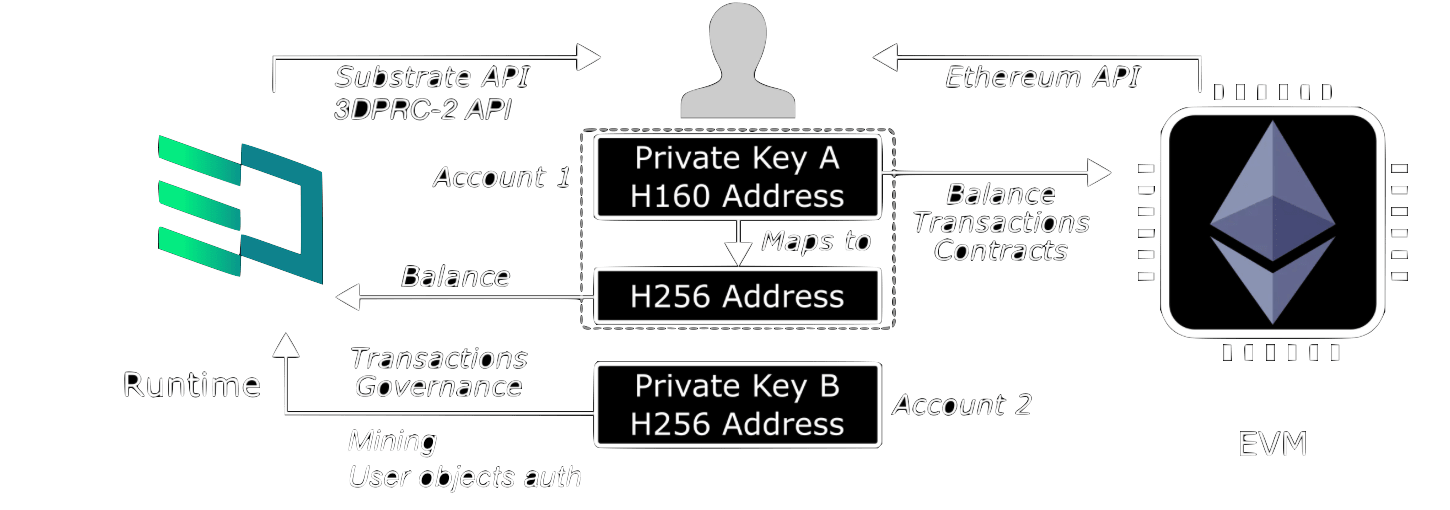 Substrate API
3DPRC-2 API
Ethereum API
Account 1
Private Key A
H160 Address
Balance
Transactions
Contracts
Maps to
Balance
H256 Address
Runtime
Transactions
Governance
Mining
User objects auth
Private Key B
H256 Address
Account 2
EVM